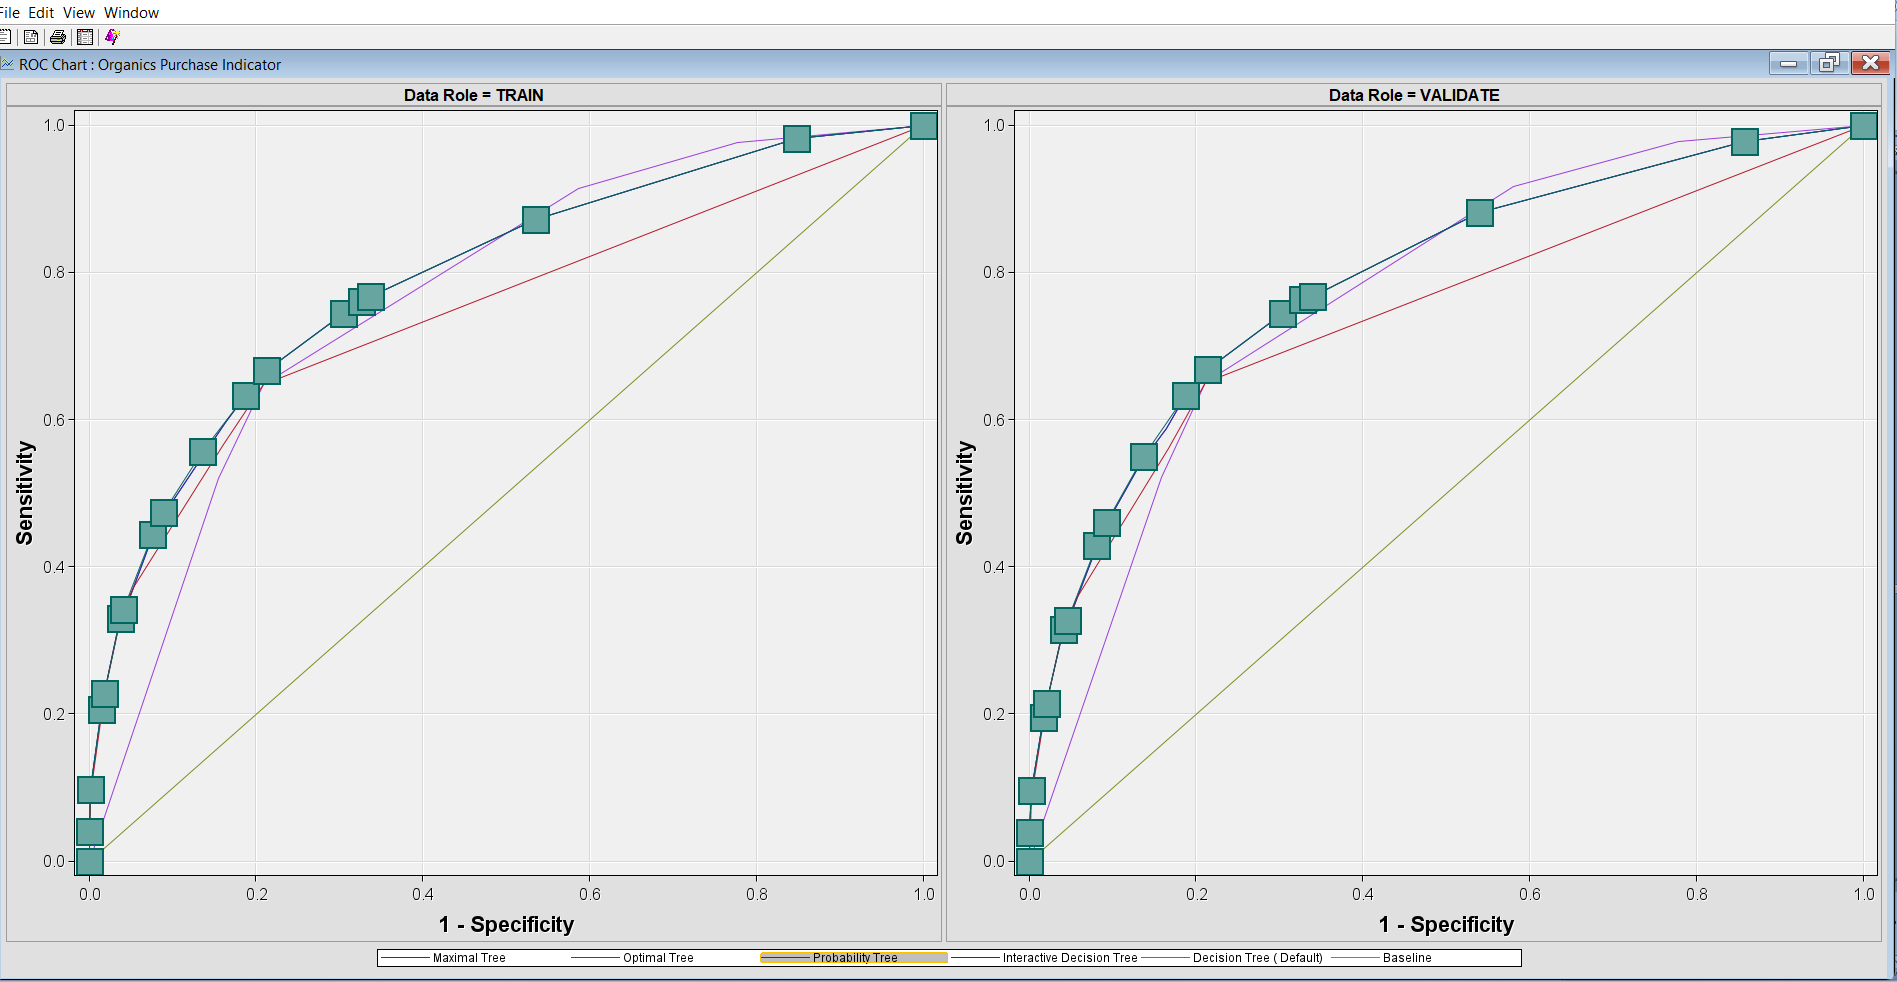 File Edit View Window
ROC Chart : Organics Purchase Indicator
Data Role = TRAIN
1.0
0.8
0.6
0.4
0.2
0.0
Sensitivity
0.0 0.2 0.4 0.6 0.8 1.0
1 - Specificity
Data Role = VALIDATE
1.0
0.8
0.6
0.4
0.2
0.0
Sensitivity
0.0 0.2 0.4 0.6 0.8 1.0
1 - Specificity
Maximal Tree Optimal Tree Probability Tree Interactive Decision Tree Decision Tree ( Default) Baseline